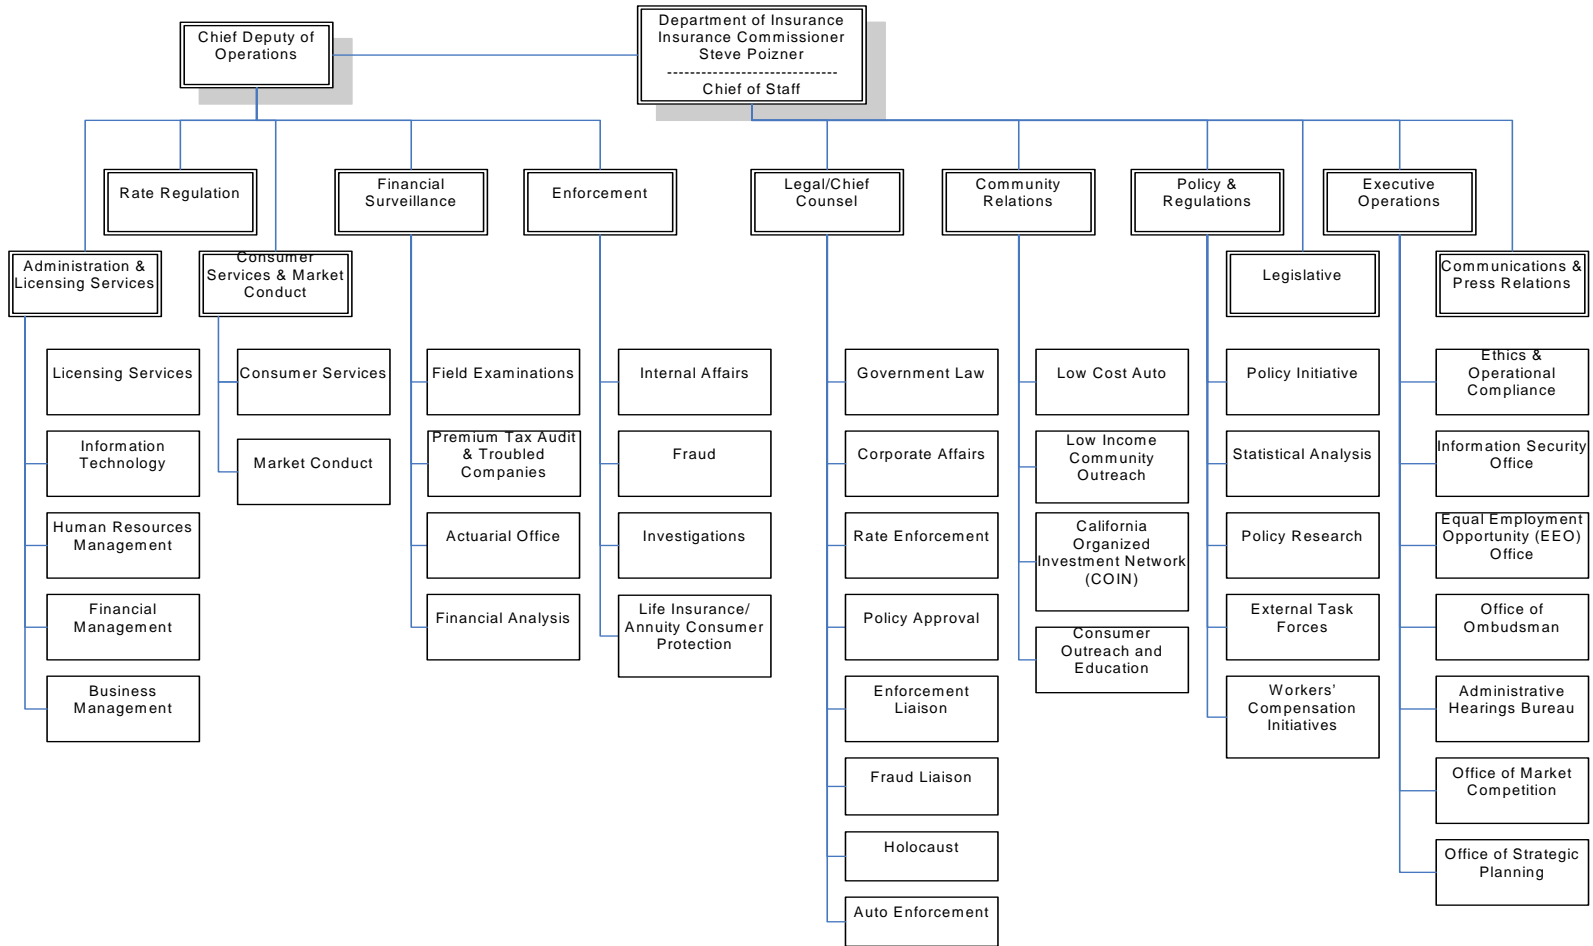 Chief Deputy of
Operations
Department of Insurance
Insurance Commissioner
Steve Poizner
------------------------------
Chief of Staff
Rate Regulation
Financial
Surveillance
Enforcement
Legal/Chief
Counsel
Community
Relations
Policy &
Regulations
Executive
Operations
Administration &
Licensing Services
Consumer
Services & Market
Conduct
Legislative
Communications &
Press Relations
Licensing Services
Information
Technology
Human Resources
Management
Financial
Management
Business
Management
Consumer Services
Market Conduct
Field Examinations
Premium Tax Audit
& Troubled
Companies
Actuarial Office
Financial Analysis
Internal Affairs
Fraud
Investigations
Life Insurance/
Annuity Consumer
Protection
Government Law
Corporate Affairs
Rate Enforcement
Policy Approval
Enforcement
Liaison
Fraud Liaison
Holocaust
Auto Enforcement
Low Cost Auto
Low Income
Community
Outreach
California
Organized
Investment Network
(COIN)
Consumer
Outreach and
Education
Policy Initiative
Statistical Analysis
Policy Research
External Task
Forces
Workers’
Compensation
Initiatives
Ethics &
Operational
Compliance
Information Security
Office
Equal Employment
Opportunity (EEO)
Office
Office of
Ombudsman
Administrative
Hearings Bureau
Office of Market
Competition
Office of Strategic
Planning